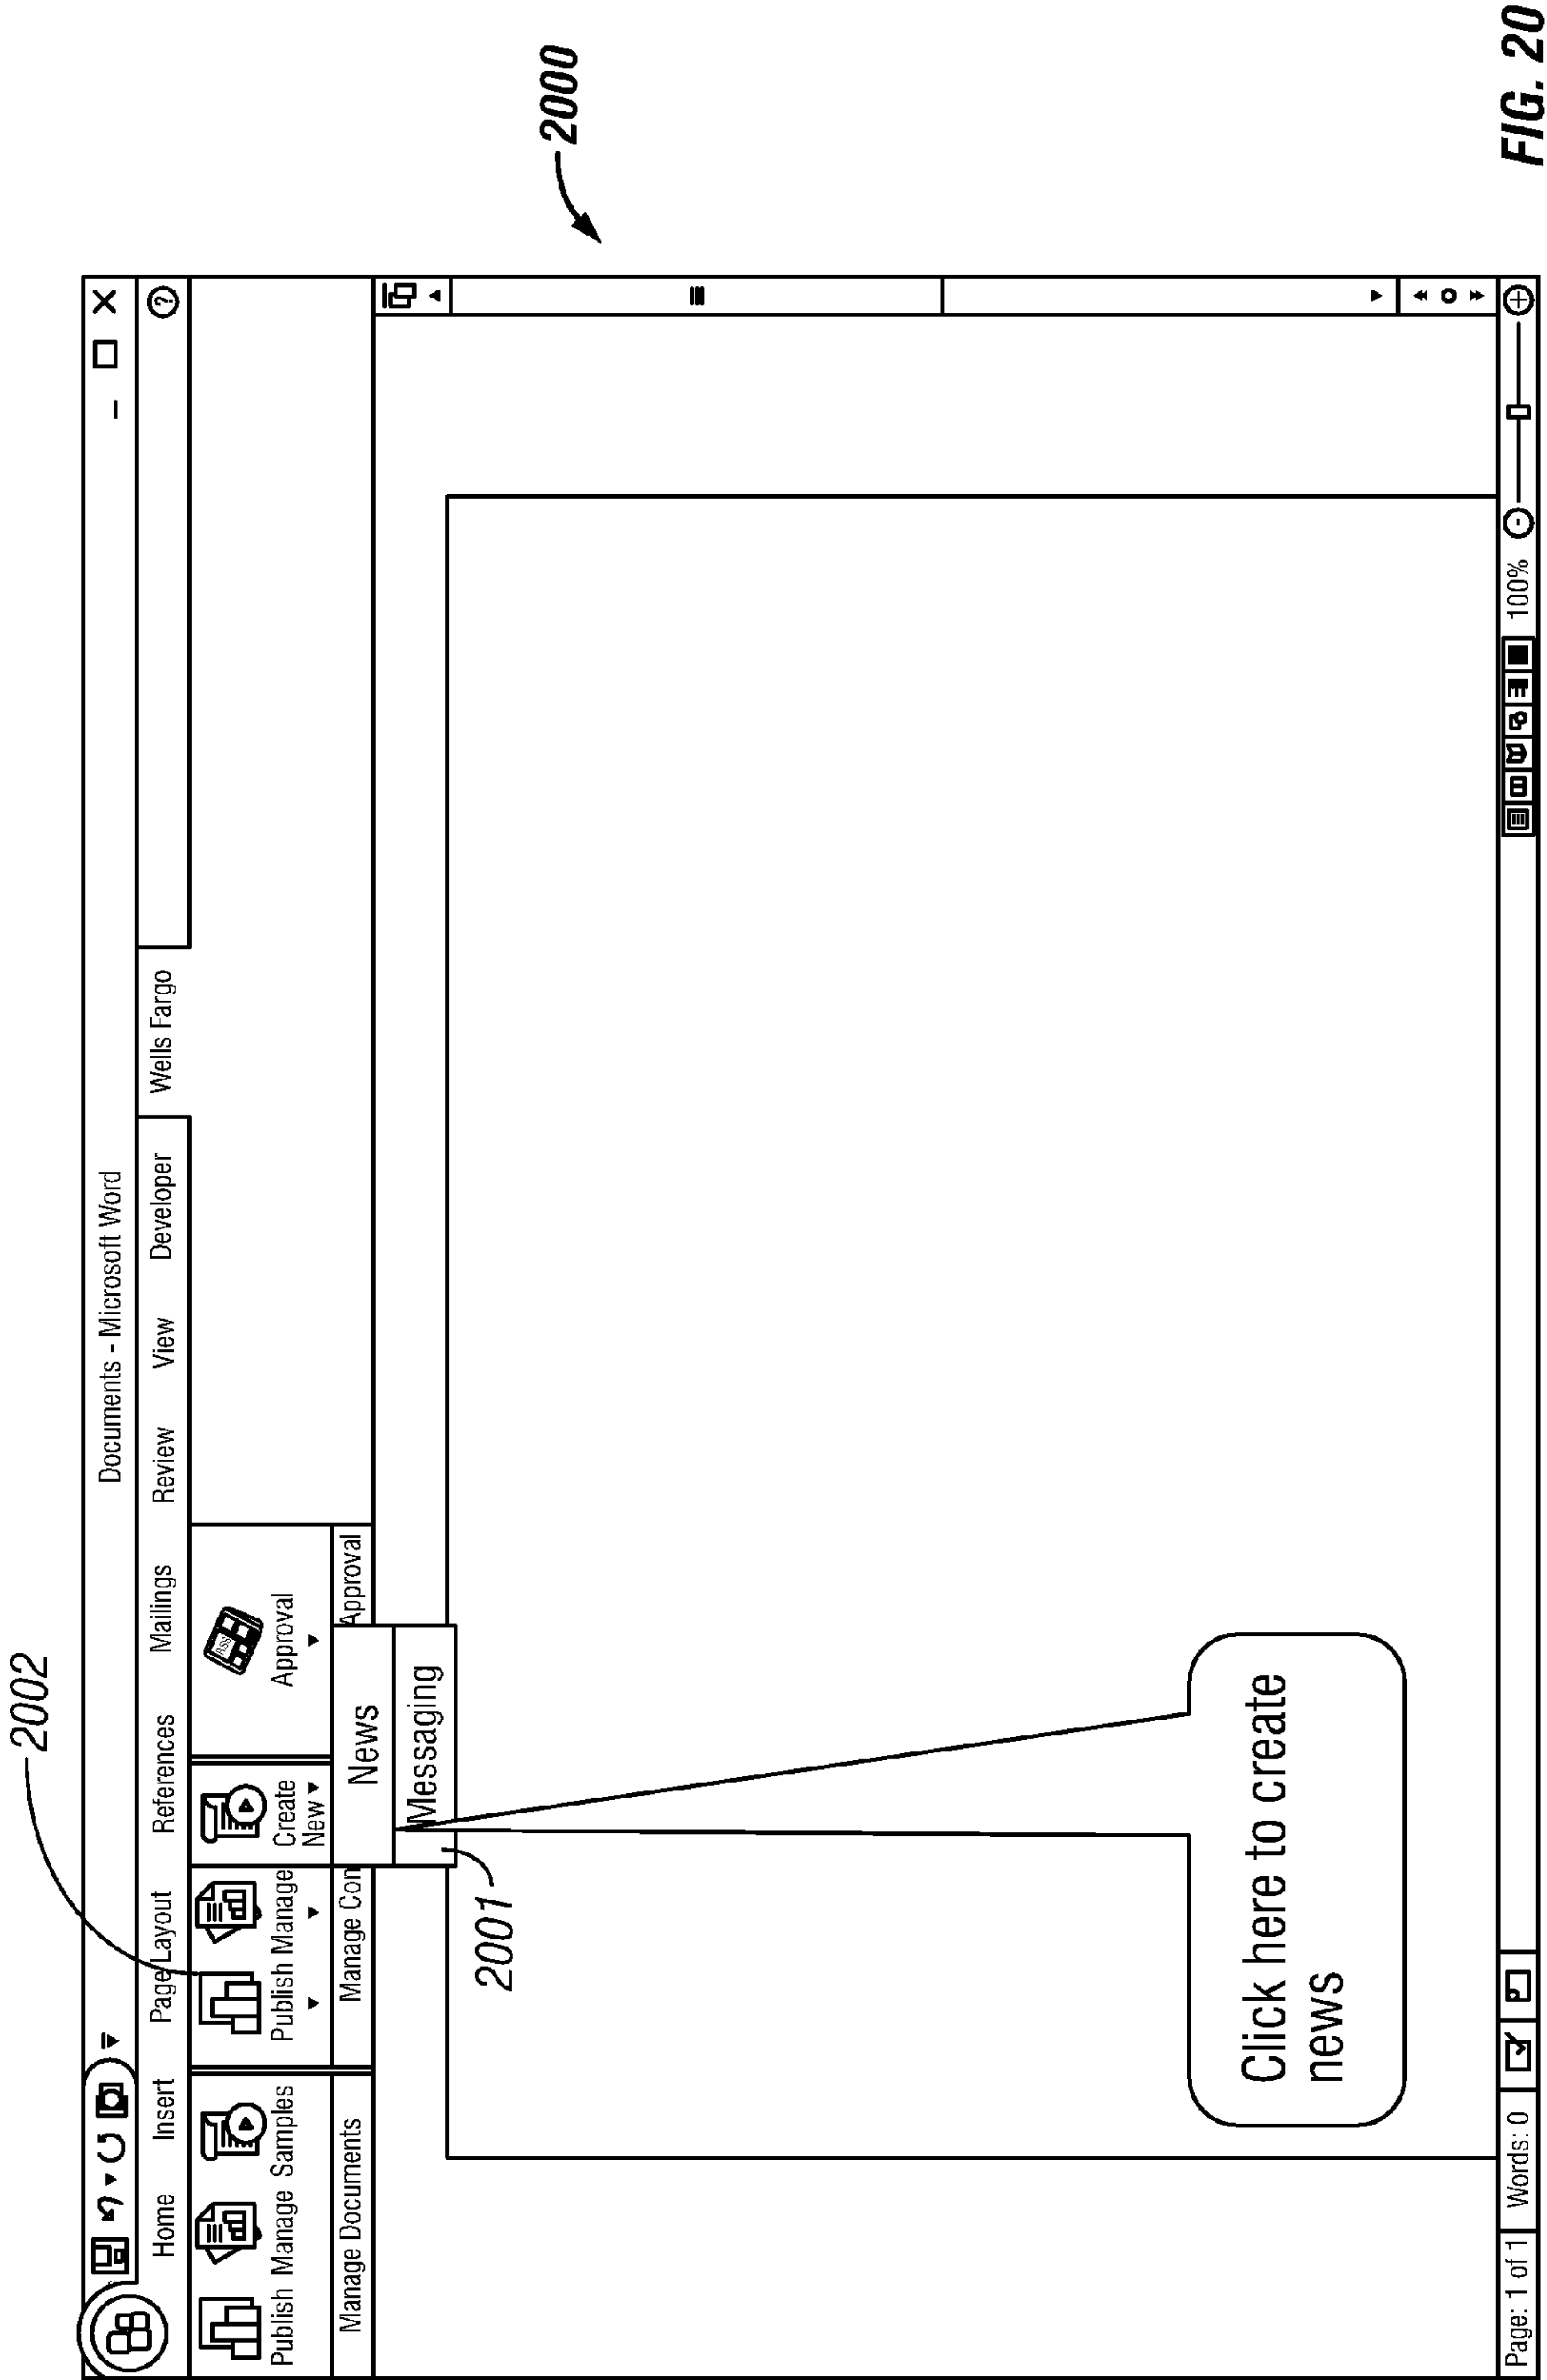 2002
Documents - Microsoft Word
Home Insert Page Layout References Mailings Review View Developer Wells Fargo
Publish Manage Samples
Publish Manage
Create
New
Approval
Manage Documents
Manage Con
Approval
News
Messaging
2001
2000
Click here to create
news
Page: 1 of 1 Words: 0 100%
FIG. 20